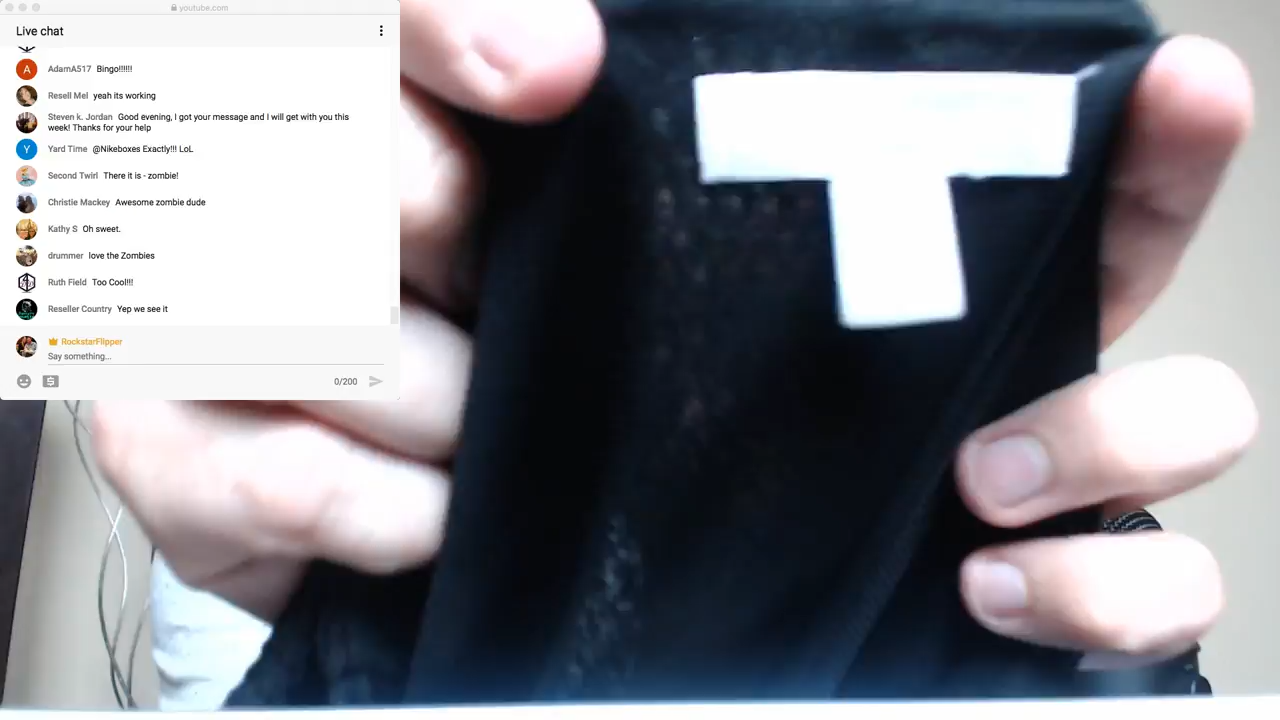 youtube.com
Live chat
AdamA517 Bingo!!!!!!
Resell Mel yeah its working
Steven k. Jordan Good evening, I got your message and I will get with you this
week! Thanks for your help
Y
Yard Time @Nikeboxes Exactly!!! LoL
Second Twirl There it is - zombie!
Christie Mackey Awesome zombie dude
Kathy S Oh sweet.
drummer love the Zombies
Ruth Field Too Cool!!!
Reseller Country Yep we see it
RockstarFlipper
Say something...
0/200